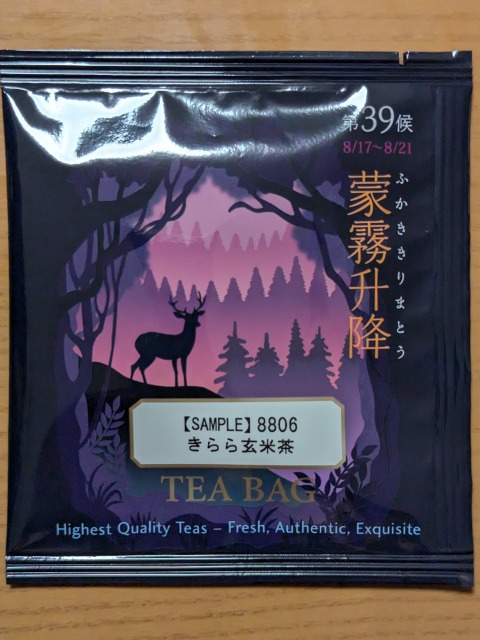 第39候
8/17~8/21
蒙霧升降
ふかききりまとう
【SAMPLE】8806
きらら玄米茶
TEA BAG
Highest Quality Teas – Fresh, Authentic, Exquisite